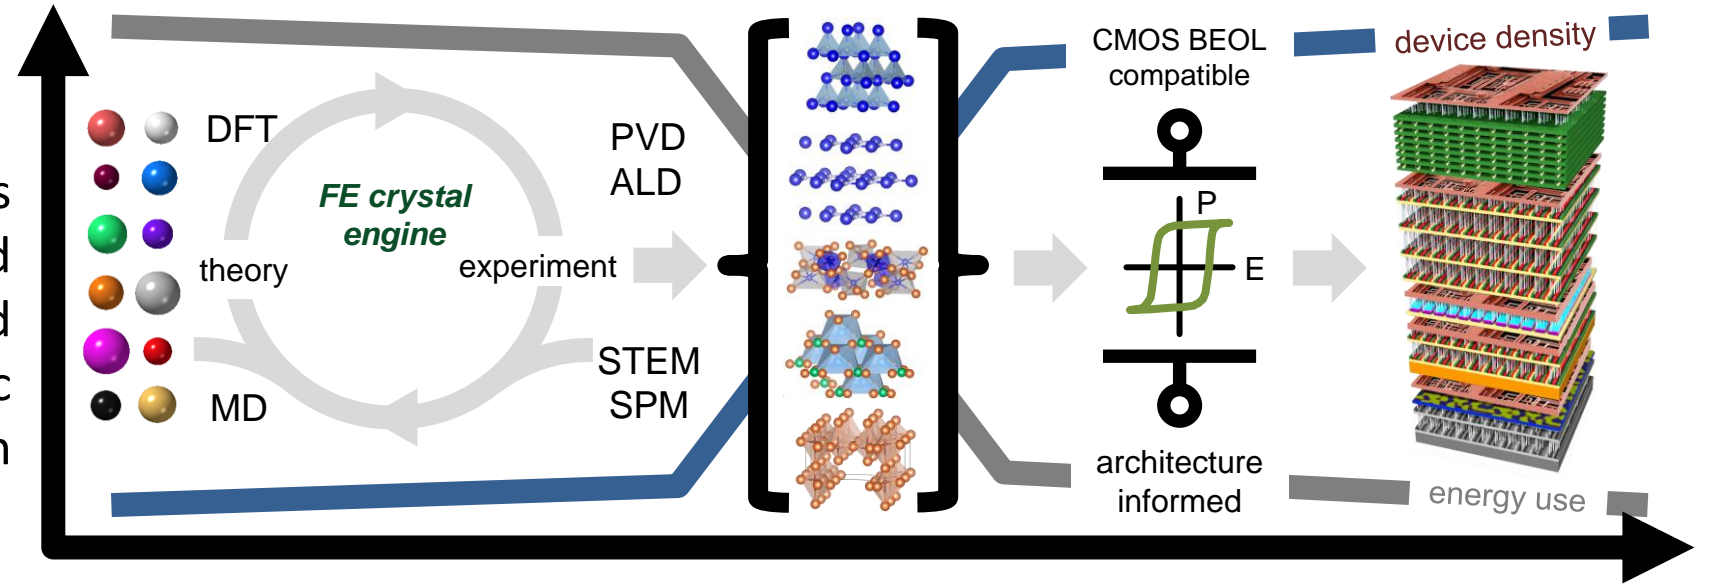 s
d
d
c
n
DFT
MD
theory
FE crystal
engine
experiment
PVD
ALD
STEM
SPM
CMOS BEOL
compatible
P
E
architecture
informed
device density
energy use